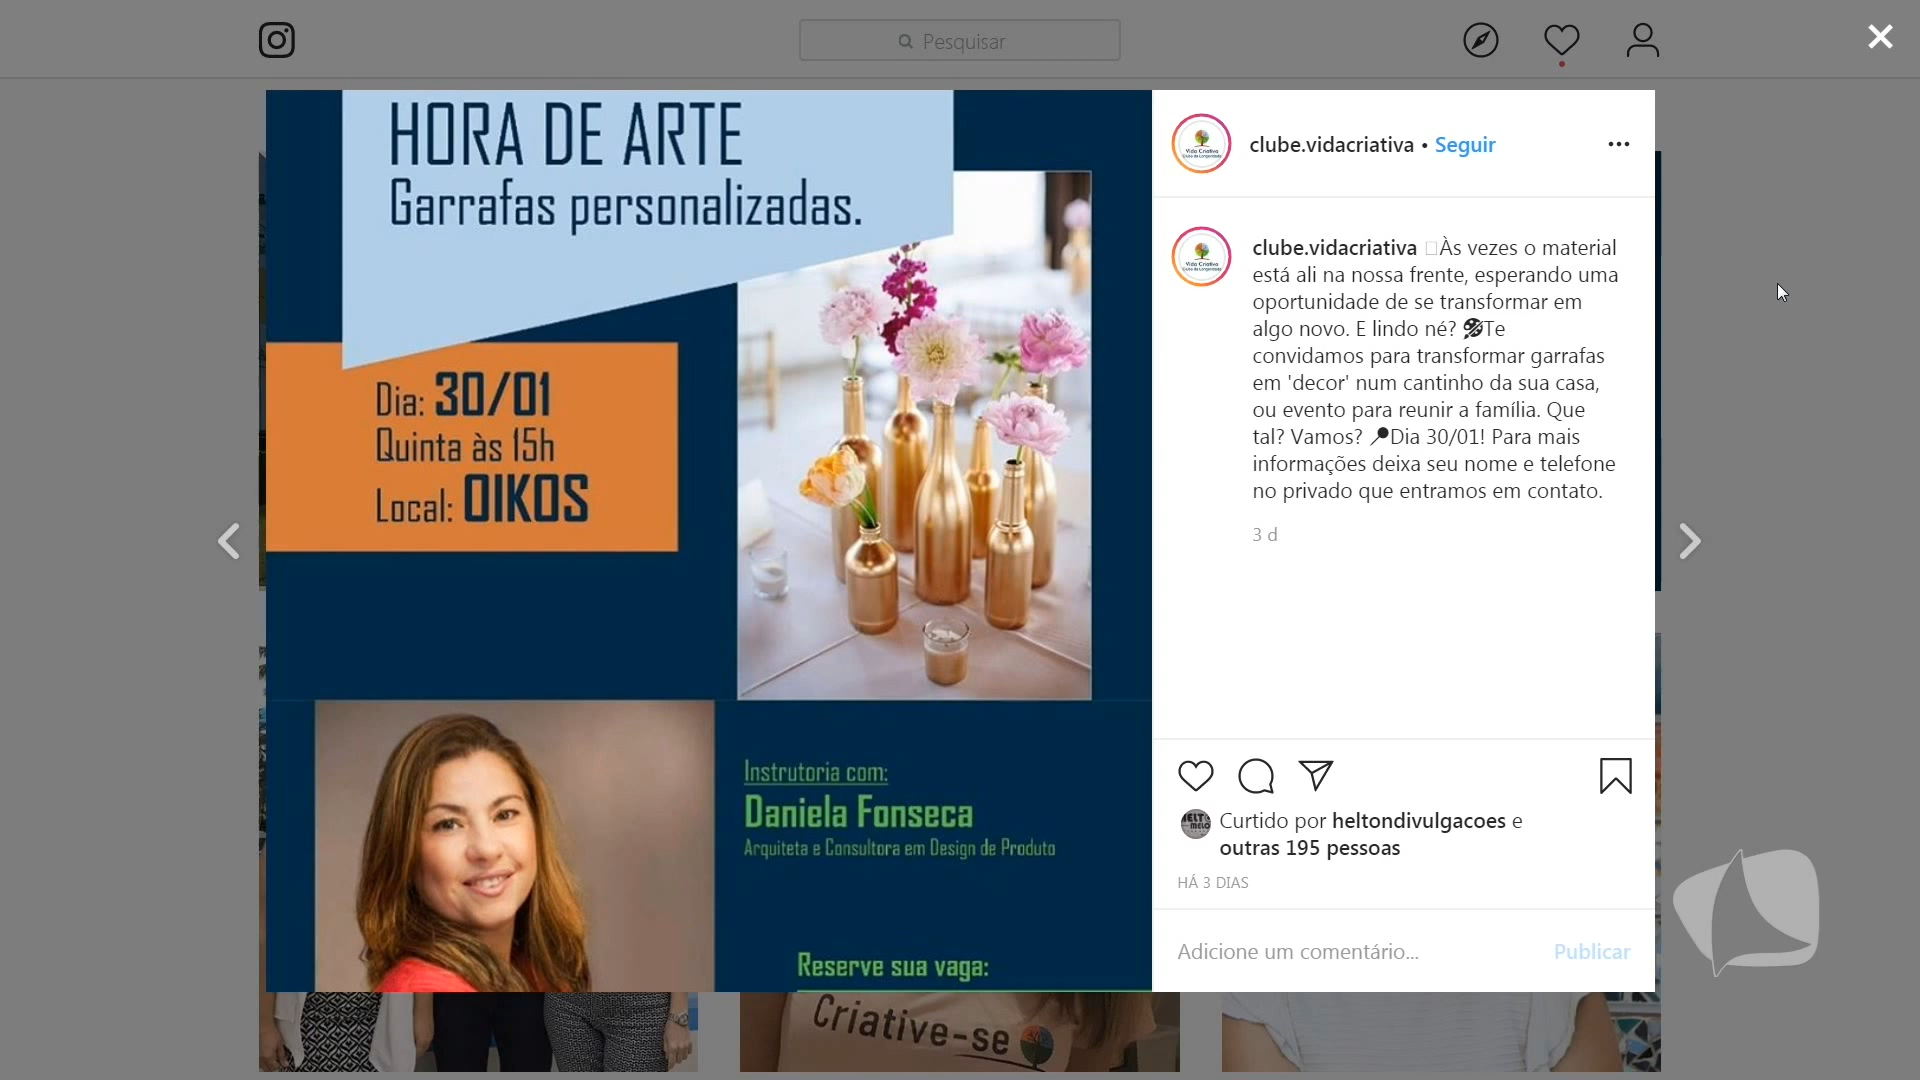 Pesquisar
HORA DE ARTE
Garrafas personalizadas.
Dia: 30/01
Quinta às 15h
Local: OIKOS
Instrutoria com:
Daniela Fonseca
Arquiteta e Consultora em Design de Produto
Reserve sua vaga:
Criative-se
Vida Criativa
clube.vidacriativa • Seguir
Vida Criativa
clube.vidacriativa Às vezes o material
está ali na nossa frente, esperando uma
oportunidade de se transformar em
algo novo. E lindo né? Te
convidamos para transformar garrafas
em 'decor' num cantinho da sua casa,
ou evento para reunir a família. Que
tal? Vamos? Dia 30/01! Para mais
informações deixa seu nome e telefone
no privado que entramos em contato.
3 d
Curtido por heltondivulgacoes e
outras 195 pessoas
HÁ 3 DIAS
Adicione um comentário...
Publicar